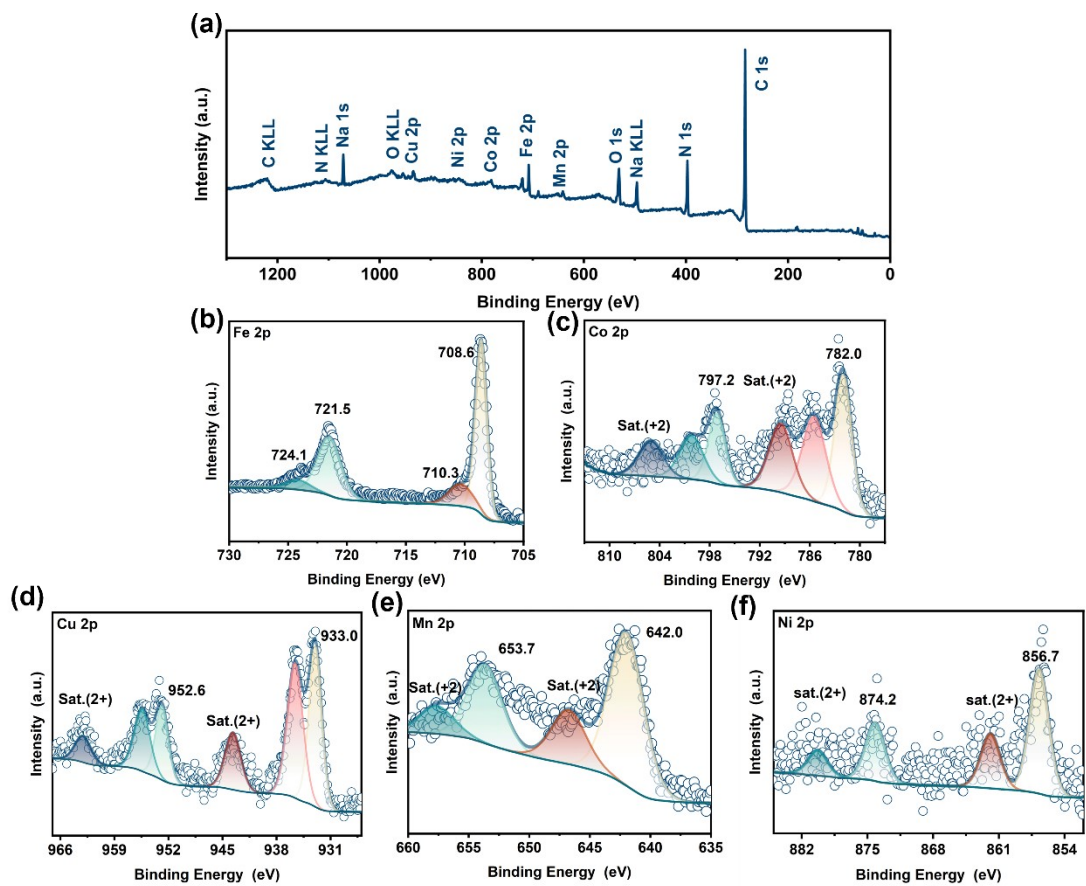 (a)
Intensity (a.u.)
C KLL
N KLL
Na 1s
O KLL
Cu 2p
Ni 2p
Co 2p
Fe 2p
Mn 2p
O 1s
Na KLL
N 1s
C 1s
1200 1000 800 600 400 200 0
Binding Energy (eV)
(b)
Fe 2p
Intensity (a.u.)
724.1
721.5
710.3
708.6
730 725 720 715 710 705
Binding Energy (eV)
(c)
Co 2p
Intensity (a.u.)
Sat.(+2)
797.2
Sat.(+2)
782.0
810 804 798 792 786 780
Binding Energy (eV)
(d)
Cu 2p
Intensity (a.u.)
Sat.(2+)
952.6
Sat.(2+)
933.0
966 959 952 945 938 931
Binding Energy (eV)
(e)
Mn 2p
Intensity (a.u.)
Sat.(+2)
653.7
Sat.(+2)
642.0
660 655 650 645 640 635
Binding Energy (eV)
(f)
Ni 2p
Intensity (a.u.)
sat.(2+)
874.2
sat.(2+)
856.7
882 875 868 861 854
Binding Energy (eV)